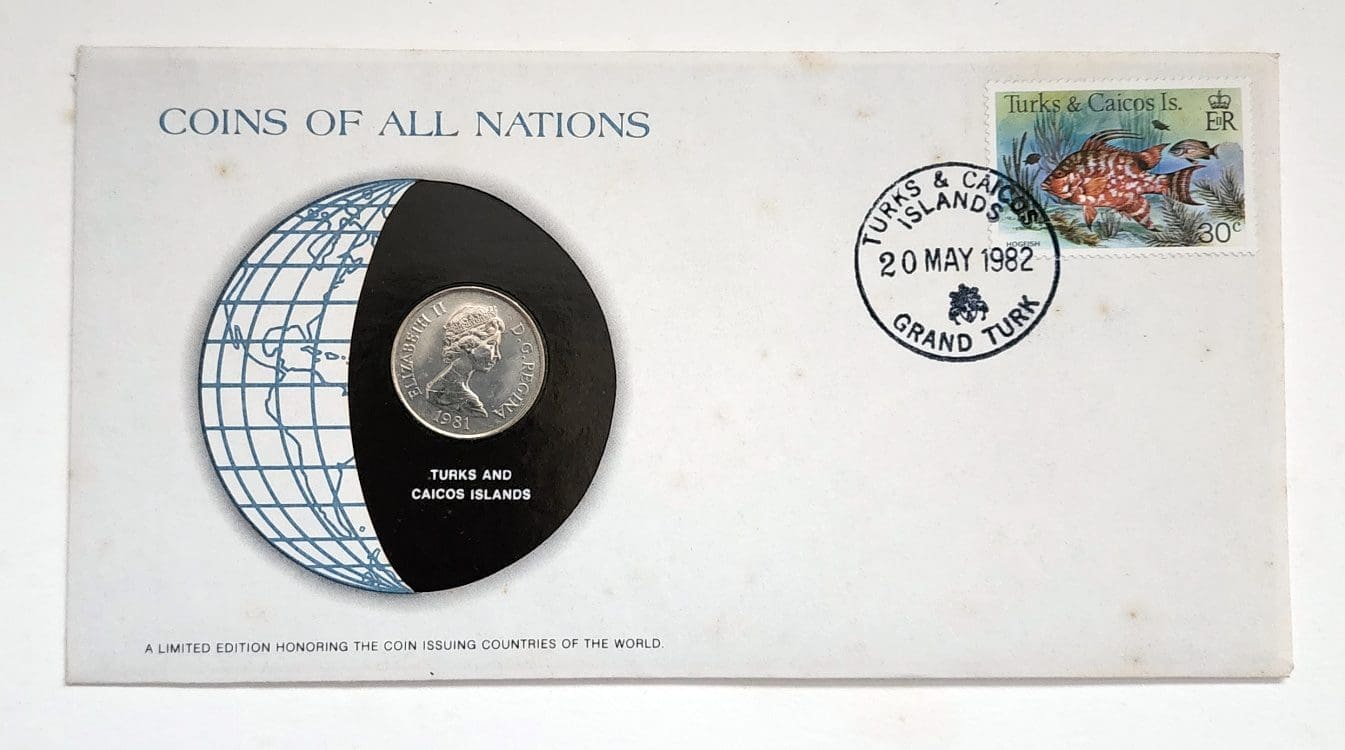 COINS OF ALL NATIONS
Turks & Caicos Is.
EIIR
HOGFISH
30c
TURKS & CAICOS
ISLANDS
20 MAY 1982
GRAND TURK
ELIZABETH II D.G. REGINA
1981
TURKS AND
CAICOS ISLANDS
A LIMITED EDITION HONORING THE COIN ISSUING COUNTRIES OF THE WORLD.